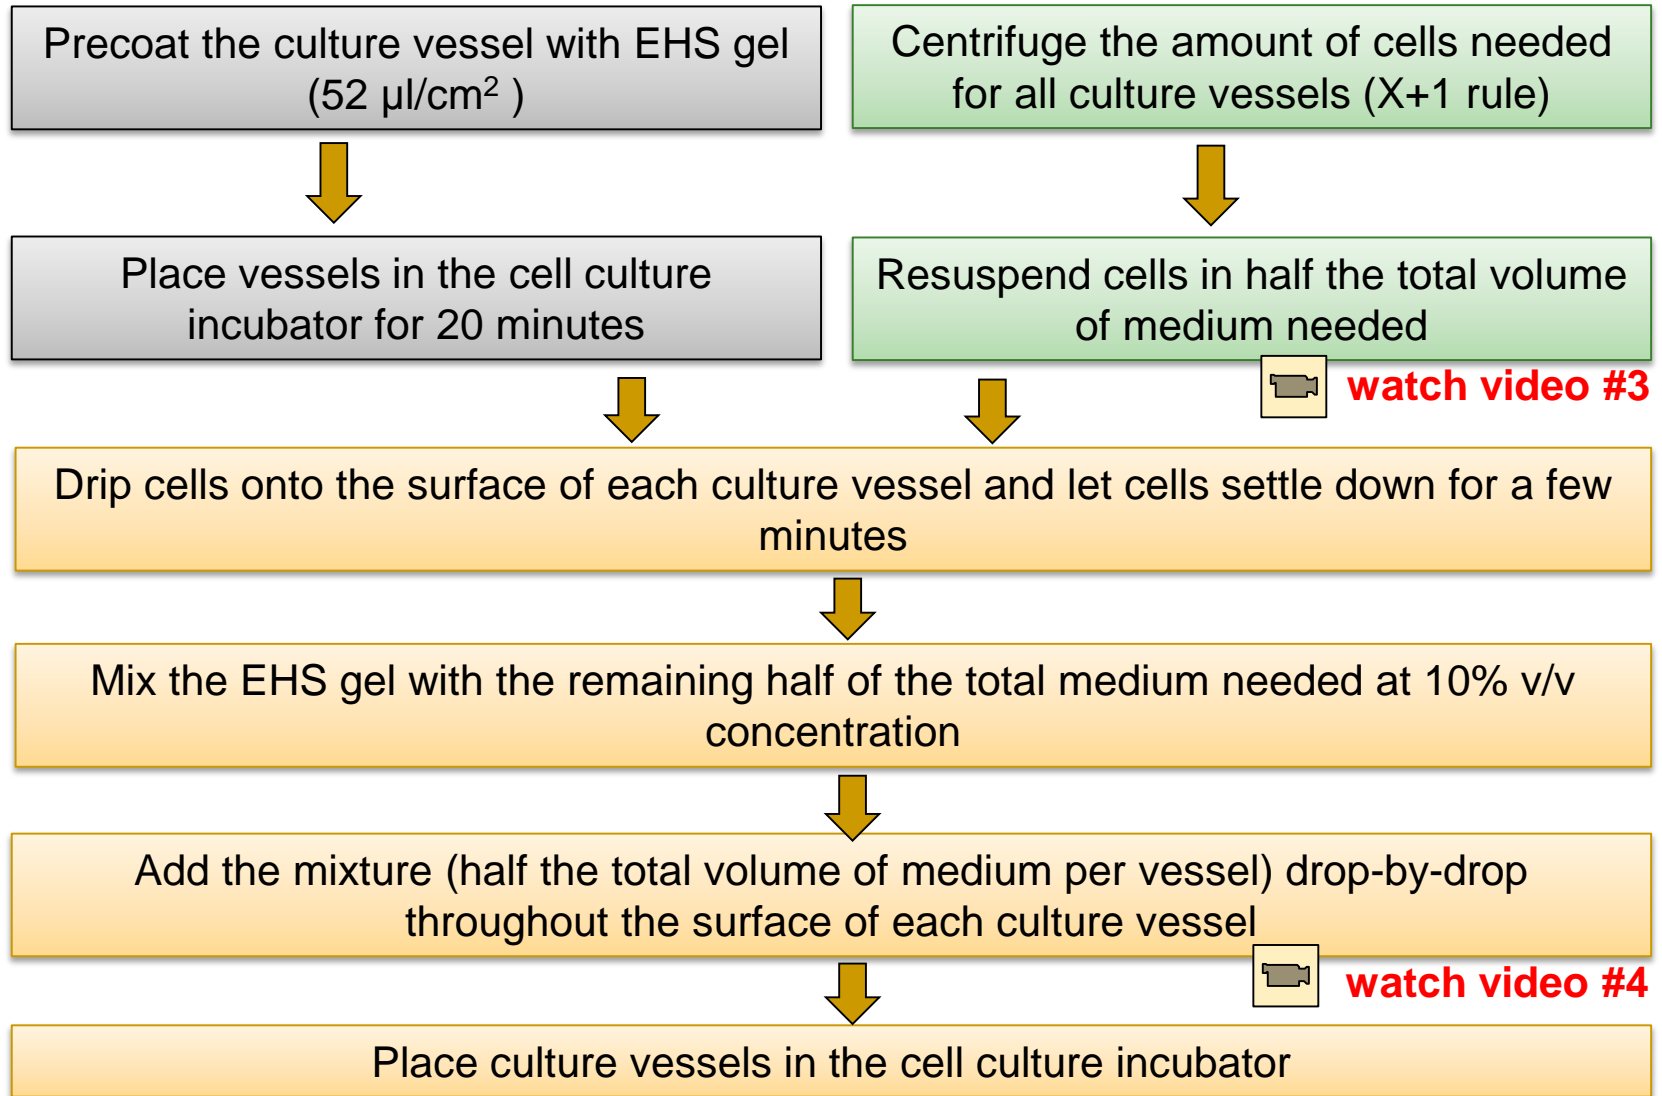 Precoat the culture vessel with EHS gel
(52 µl/cm² )
Centrifuge the amount of cells needed
for all culture vessels (X+1 rule)
Place vessels in the cell culture
incubator for 20 minutes
Resuspend cells in half the total volume
of medium needed
watch video #3
Drip cells onto the surface of each culture vessel and let cells settle down for a few
minutes
Mix the EHS gel with the remaining half of the total medium needed at 10% v/v
concentration
Add the mixture (half the total volume of medium per vessel) drop-by-drop
throughout the surface of each culture vessel
watch video #4
Place culture vessels in the cell culture incubator